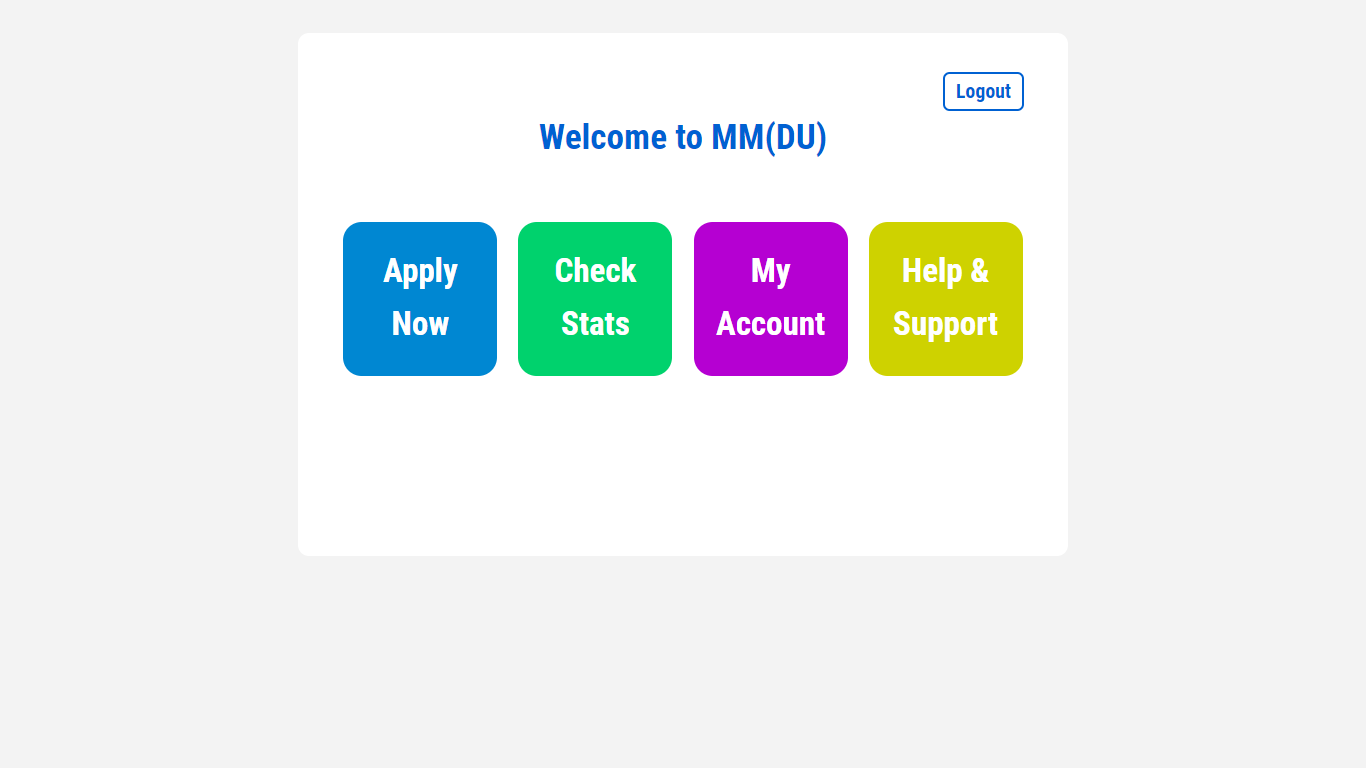 Logout
Welcome to MM(DU)
Apply
Now
Check
Stats
My
Account
Help &
Support